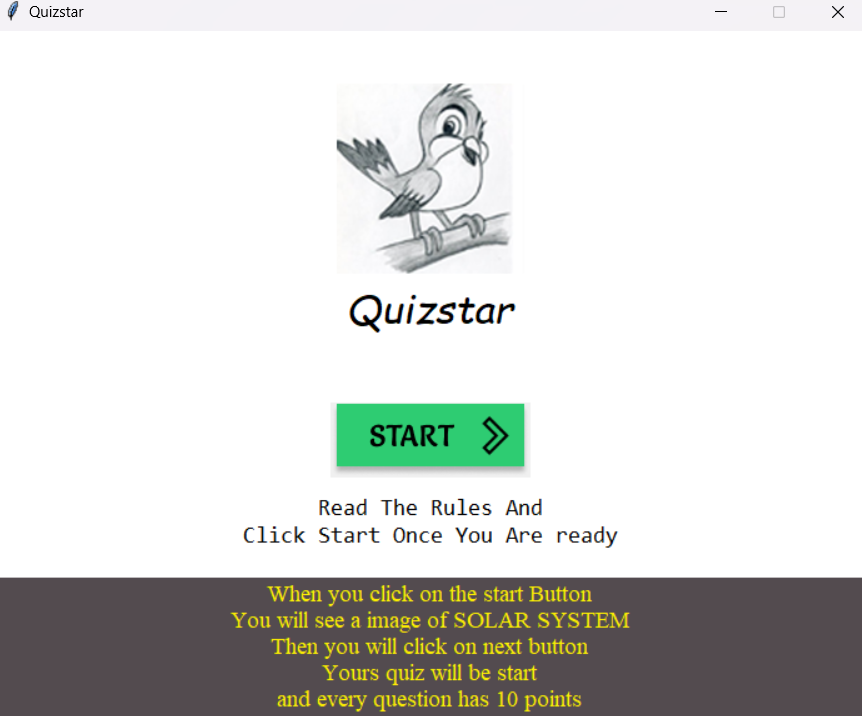 Quizstar
Quizstar
START
Read The Rules And
Click Start Once You Are ready
When you click on the start Button
You will see a image of SOLAR SYSTEM
Then you will click on next button
Yours quiz will be start
and every question has 10 points